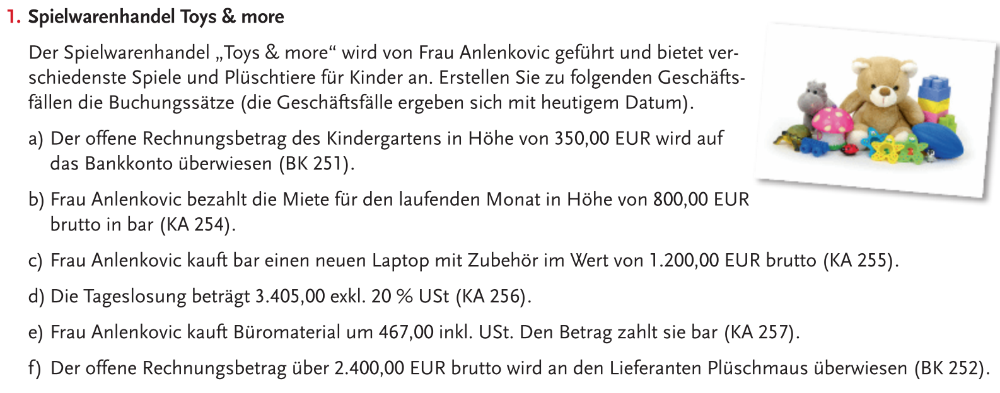 1. Spielwarenhandel Toys & more
Der Spielwarenhandel „Toys & more“ wird von Frau Anlenkovic geführt und bietet ver-
schiedenste Spiele und Plüschtiere für Kinder an. Erstellen Sie zu folgenden Geschäfts-
fällen die Buchungssätze (die Geschäftsfälle ergeben sich mit heutigem Datum).
a) Der offene Rechnungsbetrag des Kindergartens in Höhe von 350,00 EUR wird auf
das Bankkonto überwiesen (BK 251).
b) Frau Anlenkovic bezahlt die Miete für den laufenden Monat in Höhe von 800,00 EUR
brutto in bar (KA 254).
c) Frau Anlenkovic kauft bar einen neuen Laptop mit Zubehör im Wert von 1.200,00 EUR brutto (KA 255).
d) Die Tageslosung beträgt 3.405,00 exkl. 20 % USt (KA 256).
e) Frau Anlenkovic kauft Büromaterial um 467,00 inkl. USt. Den Betrag zahlt sie bar (KA 257).
f) Der offene Rechnungsbetrag über 2.400,00 EUR brutto wird an den Lieferanten Plüschmaus überwiesen (BK 252).